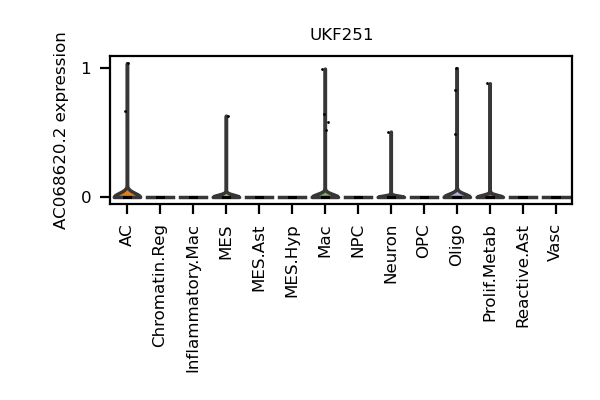 UKF251
AC068620.2 expression
1
0
AC
Chromatin.Reg
Inflammatory.Mac
MES
MES.Ast
MES.Hyp
Mac
NPC
Neuron
OPC
Oligo
Prolif.Metab
Reactive.Ast
Vasc